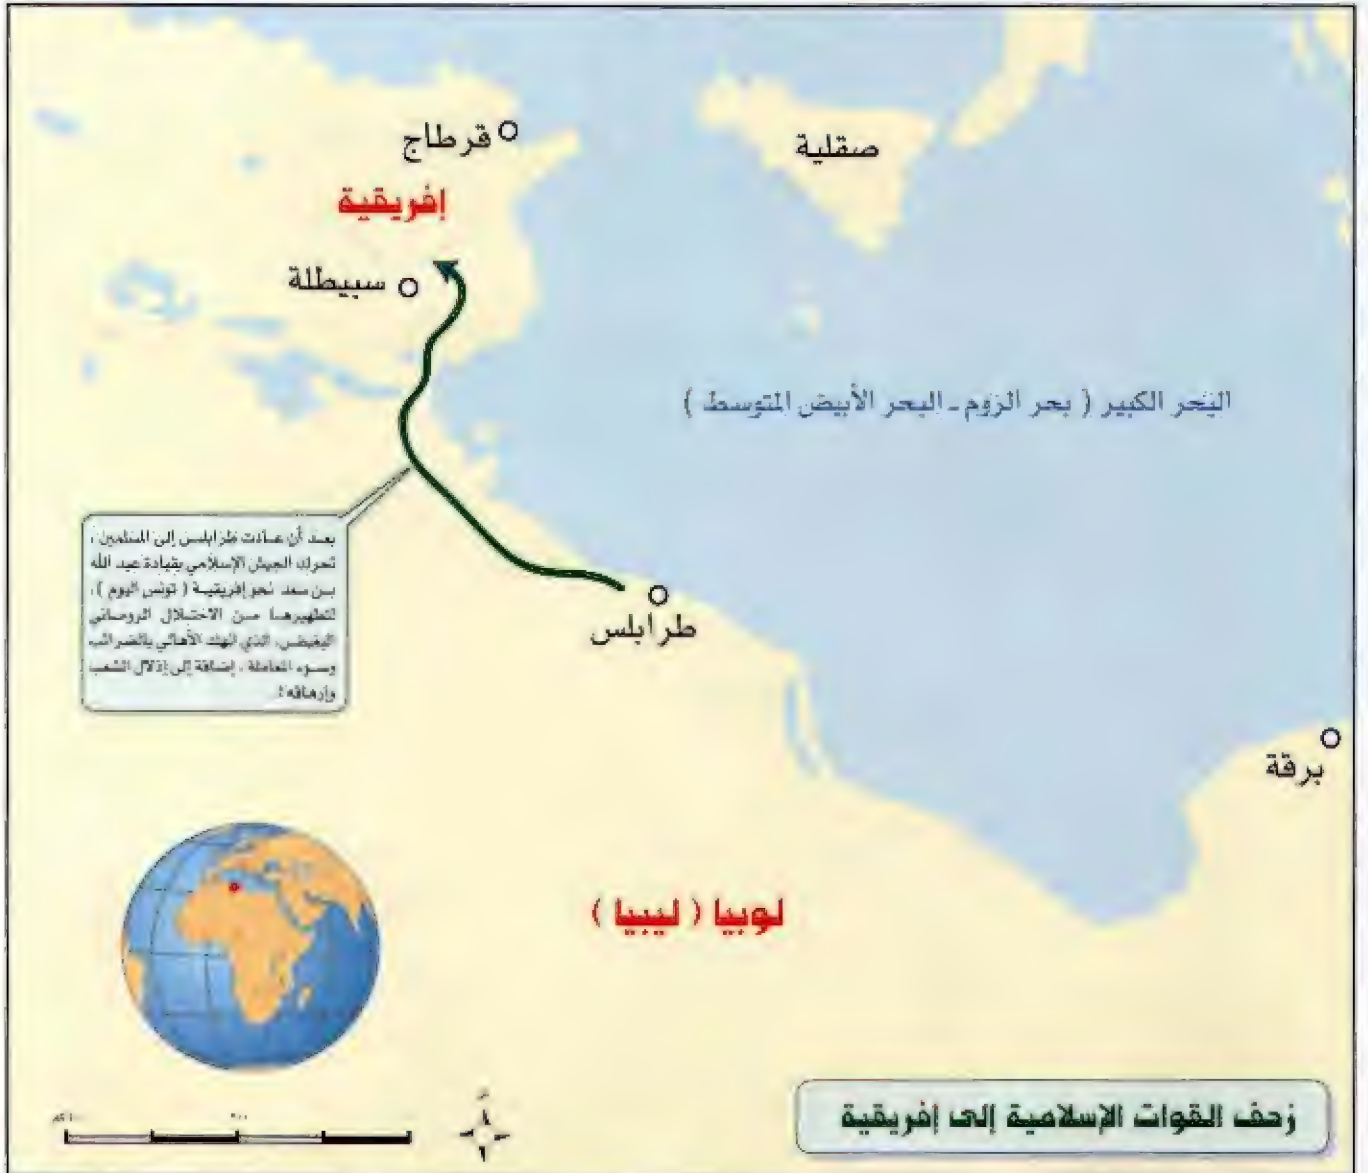 قرطاج
صقلية
إفريقية
سبيطلة
البحر الكبير ( بحر الروم - البحر الأبيض المتوسط )
بعد أن عادت طرابلس إلى المسلمين ،
تحرك الجيش الإسلامي بقيادة عبد الله
بن سعد نحو إفريقية ( تونس اليوم ) ،
لتطهيرها من الاحتلال الروماني
البغيض، الذي أنهك الأهالي بالضرائب
وسوء المعاملة ، إضافة إلى إذلال الشعب
وإرهاقه !
طرابلس
برقة
لوبيا ( ليبيا )
زحف القوات الإسلامية إلى إفريقية